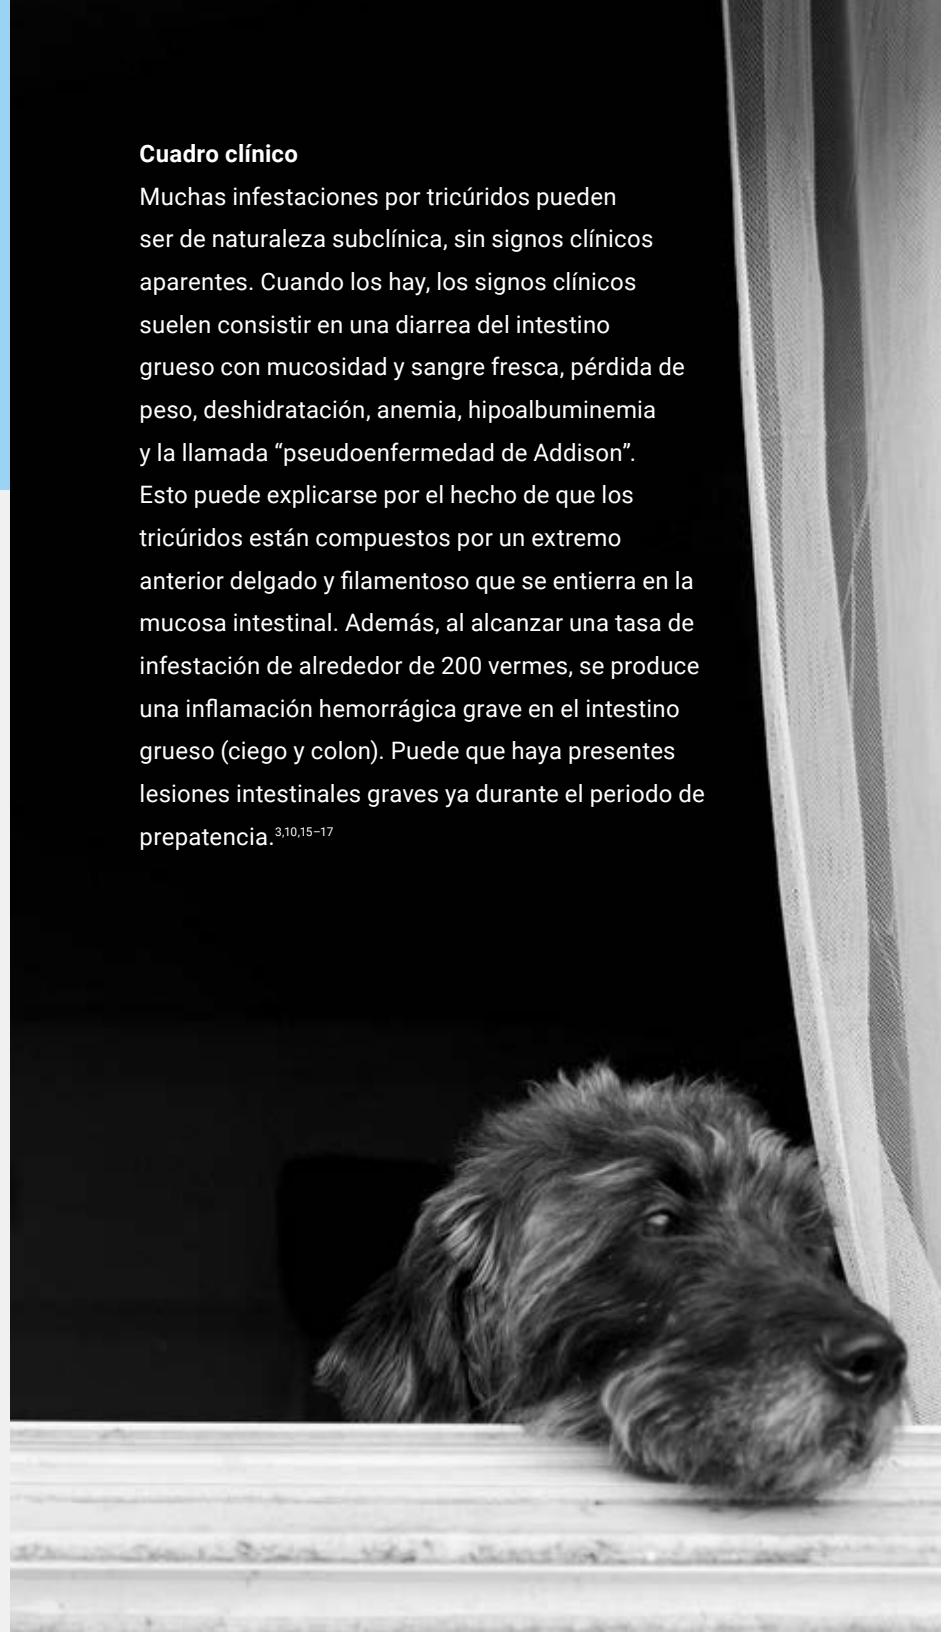 Cuadro clínico
Muchas infestaciones por tricúridos pueden
ser de naturaleza subclínica, sin signos clínicos
aparentes. Cuando los hay, los signos clínicos
suelen consistir en una diarrea del intestino
grueso con mucosidad y sangre fresca, pérdida de
peso, deshidratación, anemia, hipoalbuminemia
y la llamada “pseudoenfermedad de Addison”.
Esto puede explicarse por el hecho de que los
tricúridos están compuestos por un extremo
anterior delgado y filamentoso que se entierra en la
mucosa intestinal. Además, al alcanzar una tasa de
infestación de alrededor de 200 vermes, se produce
una inflamación hemorrágica grave en el intestino
grueso (ciego y colon). Puede que haya presentes
lesiones intestinales graves ya durante el periodo de
prepatencia.3,10,15–17